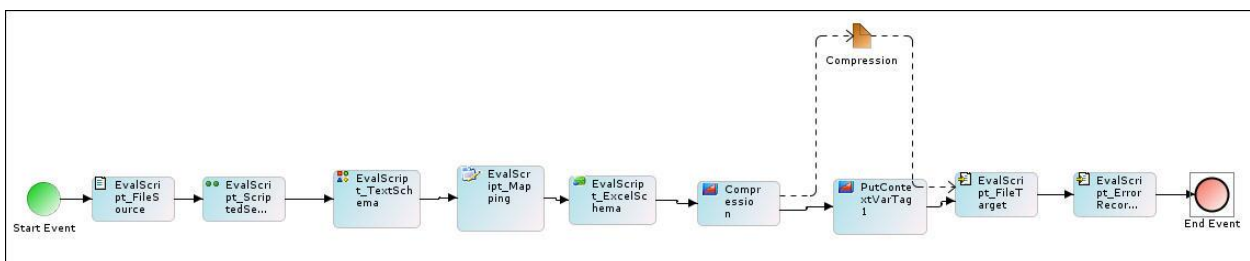 Compression
Start Event
EvalScri
pt_FileS
ource
EvalScri
pt_Scrip
tedSe...
EvalScrip
t_TextSch
ema
EvalScr
ipt_Map
ping
EvalScrip
t_ExcelSc
hema
Compr
essio
n
PutConte
xtVarTag
1
EvalScri
pt_FileT
arget
EvalScri
pt_Error
Recor...
End Event